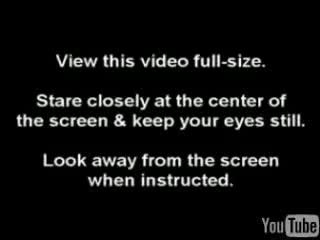 View this video full-size.
Stare closely at the center of
the screen & keep your eyes still.
Look away from the screen
when instructed.
YouTube